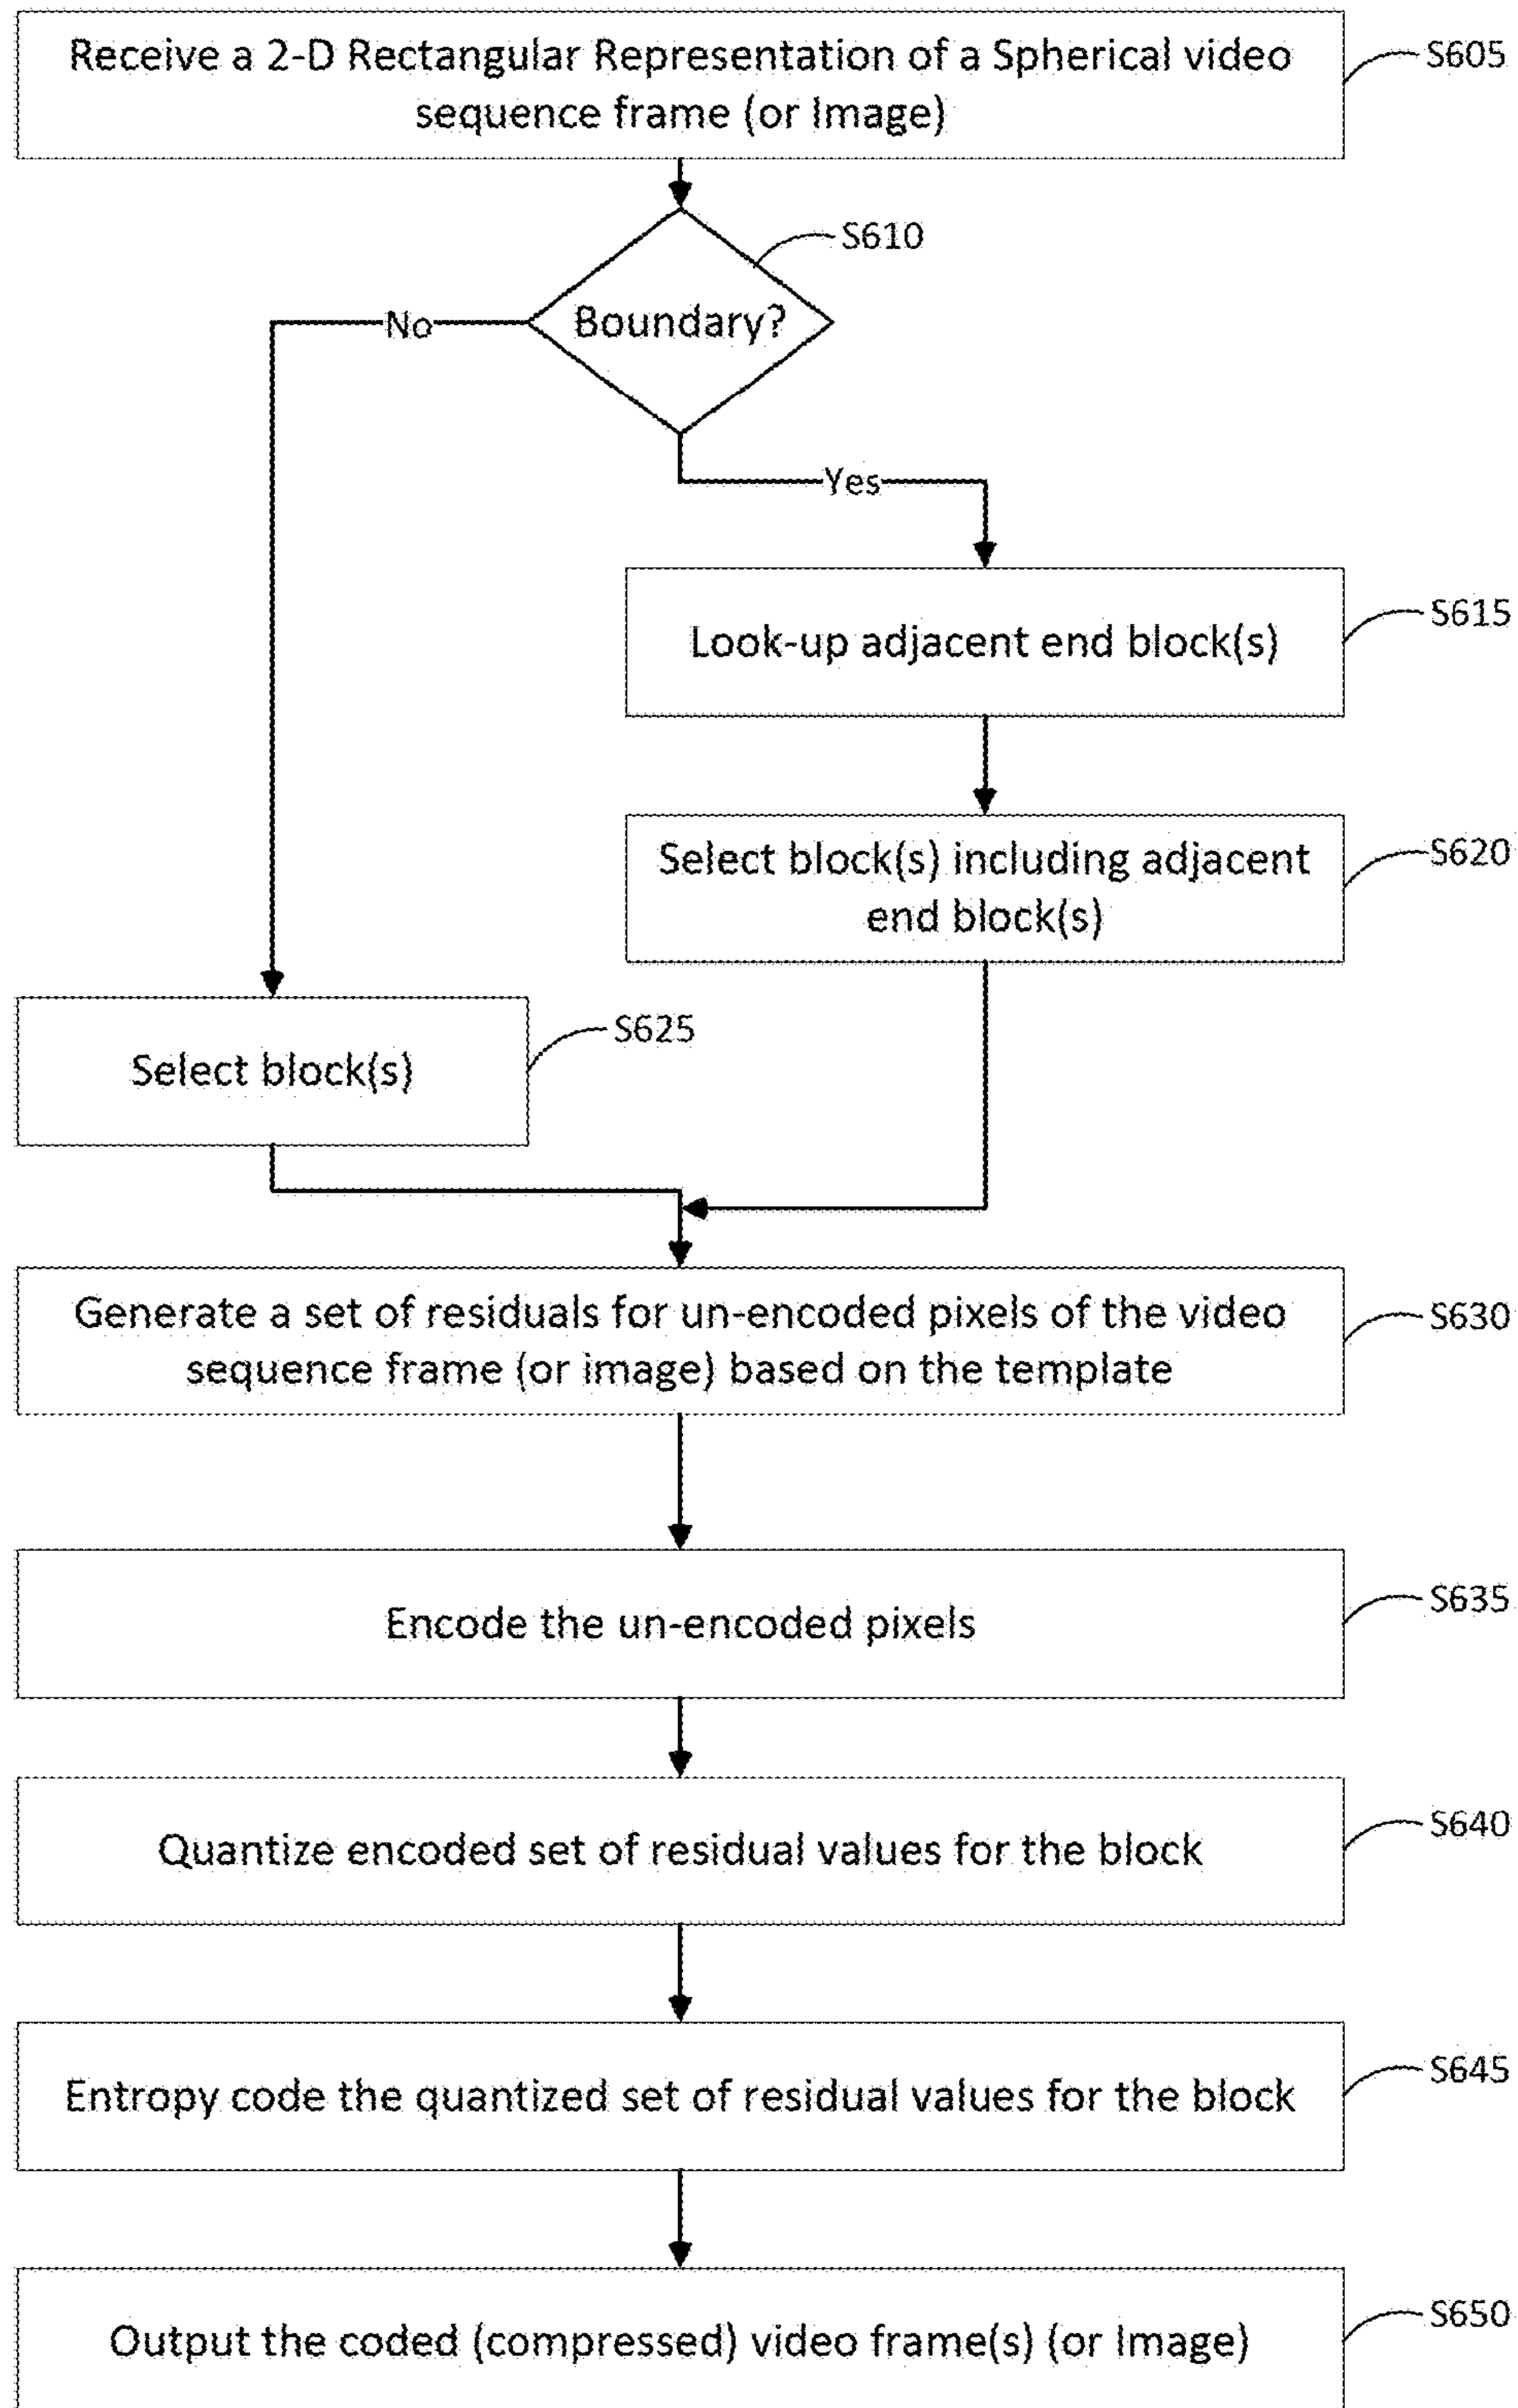 Receive a 2-D Rectangular Representation of a Spherical video
sequence frame (or Image)
S605
S610
Boundary?
No
Yes
Look-up adjacent end block(s)
S615
Select block(s) including adjacent
end block(s)
S620
Select block(s)
S625
Generate a set of residuals for un-encoded pixels of the video
sequence frame (or image) based on the template
S630
Encode the un-encoded pixels
S635
Quantize encoded set of residual values for the block
S640
Entropy code the quantized set of residual values for the block
S645
Output the coded (compressed) video frame(s) (or Image)
S650